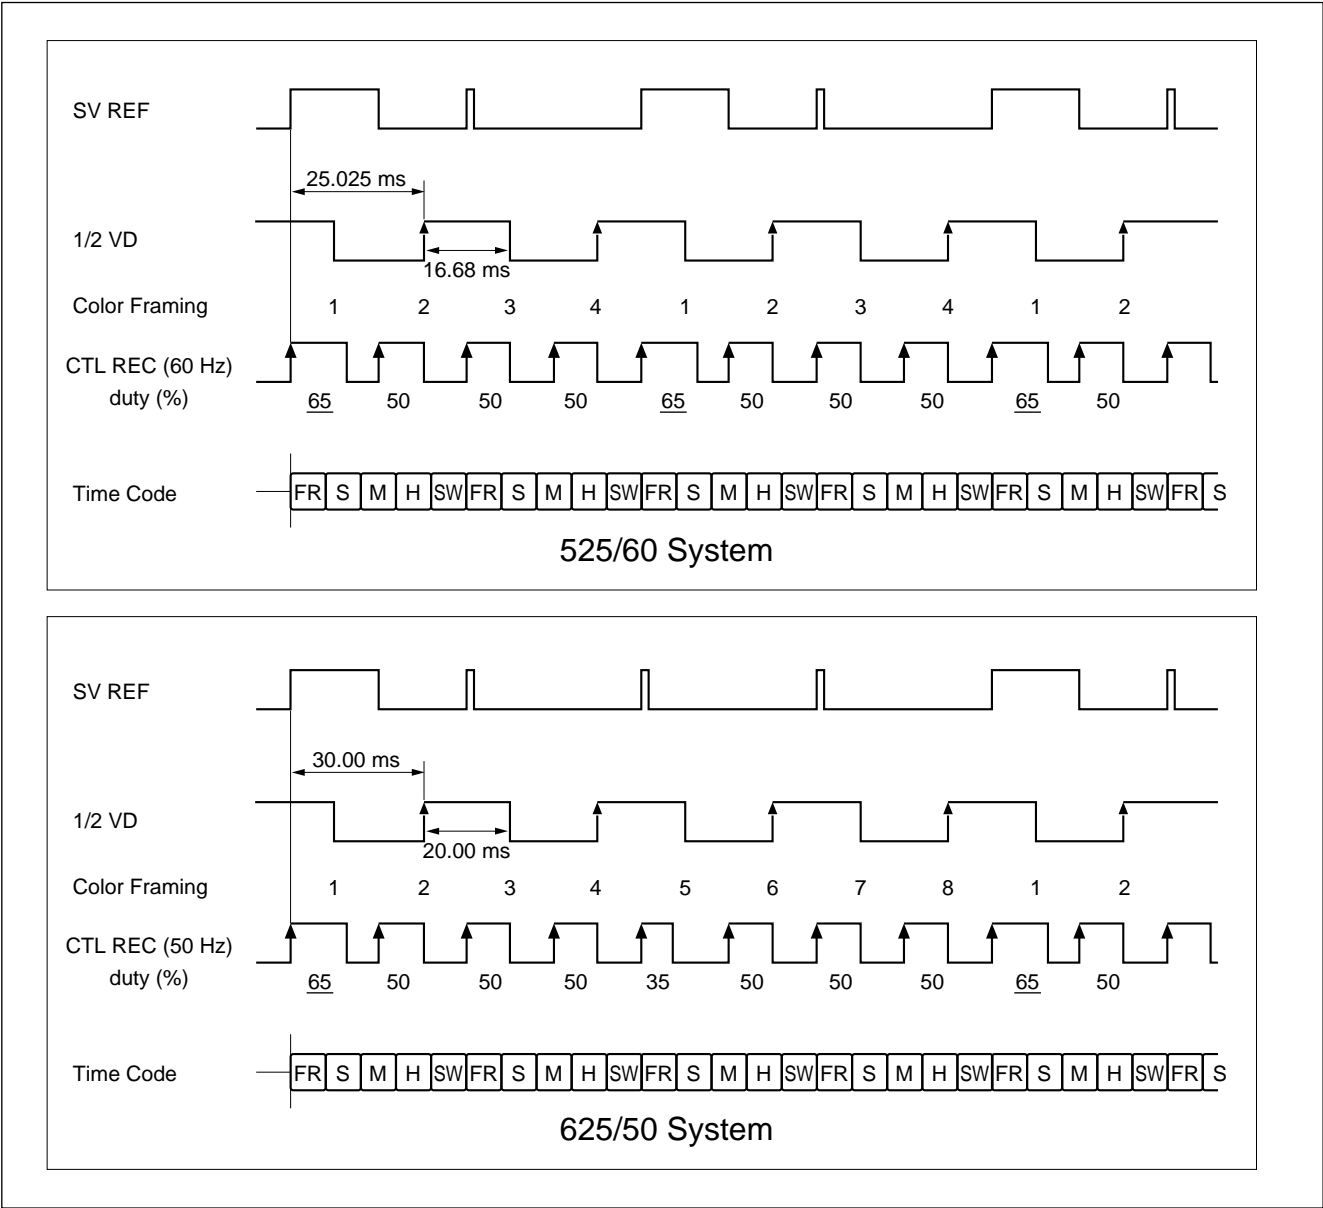 SV REF
25.025 ms
1/2 VD
16.68 ms
Color Framing 1 2 3 4 1 2 3 4 1 2
CTL REC (60 Hz)
duty (%) 65 50 50 50 65 50 50 50 65 50
Time Code FR S M H SW FR S M H SW FR S M H SW FR S M H SW FR S M H SW FR S
525/60 System
SV REF
30.00 ms
1/2 VD
20.00 ms
Color Framing 1 2 3 4 5 6 7 8 1 2
CTL REC (50 Hz)
duty (%) 65 50 50 50 35 50 50 50 65 50
Time Code FR S M H SW FR S M H SW FR S M H SW FR S M H SW FR S M H SW FR S
625/50 System